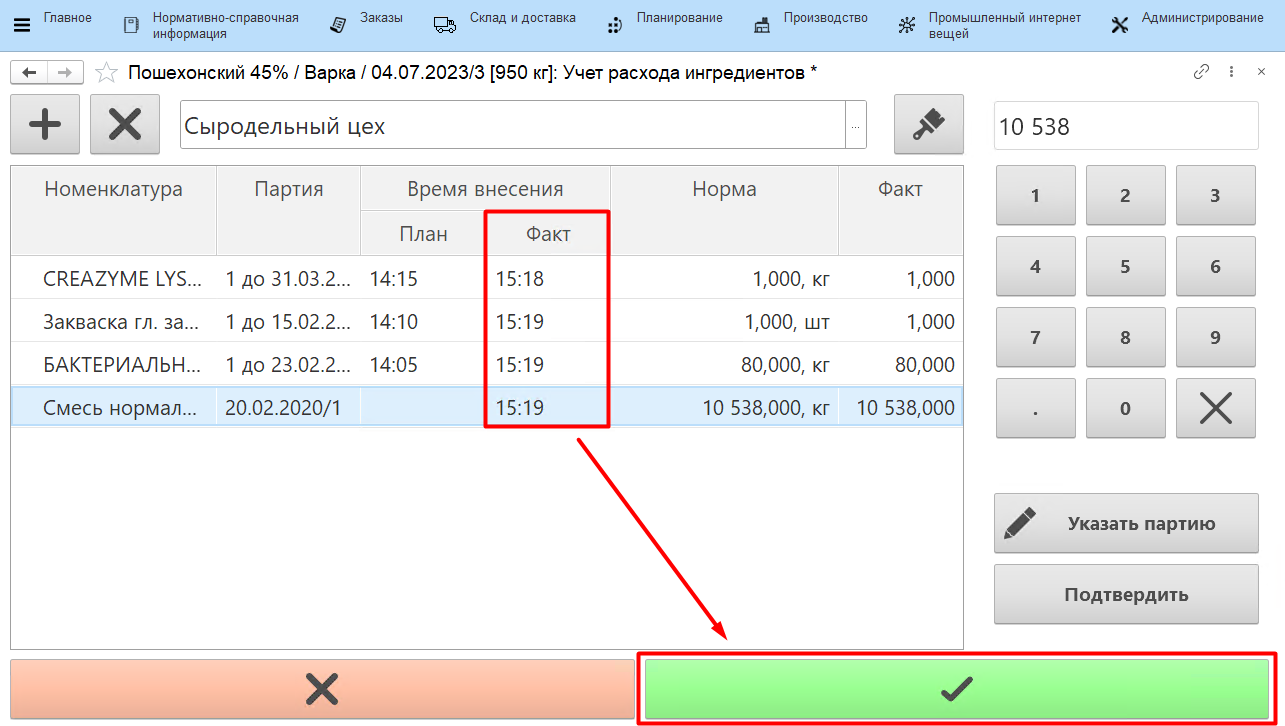 Главное
Нормативно-справочная
информация
Заказы
Склад и доставка
Планирование
Производство
Промышленный интернет
вещей
Администрирование
Пошехонский 45% / Варка / 04.07.2023/3 [950 кг]: Учет расхода ингредиентов *
Сыродельный цех
...
10 538
Номенклатура Партия Время внесения Норма Факт
План Факт
CREAZYME LYS... 1 до 31.03.2... 14:15 15:18 1,000, кг 1,000
Закваска гл. за... 1 до 15.02.2... 14:10 15:19 1,000, шт 1,000
БАКТЕРИАЛЬН... 1 до 23.02.2... 14:05 15:19 80,000, кг 80,000
Смесь нормал... 20.02.2020/1 15:19 10 538,000, кг 10 538,000
1 2 3
4 5 6
7 8 9
. 0
Указать партию
Подтвердить